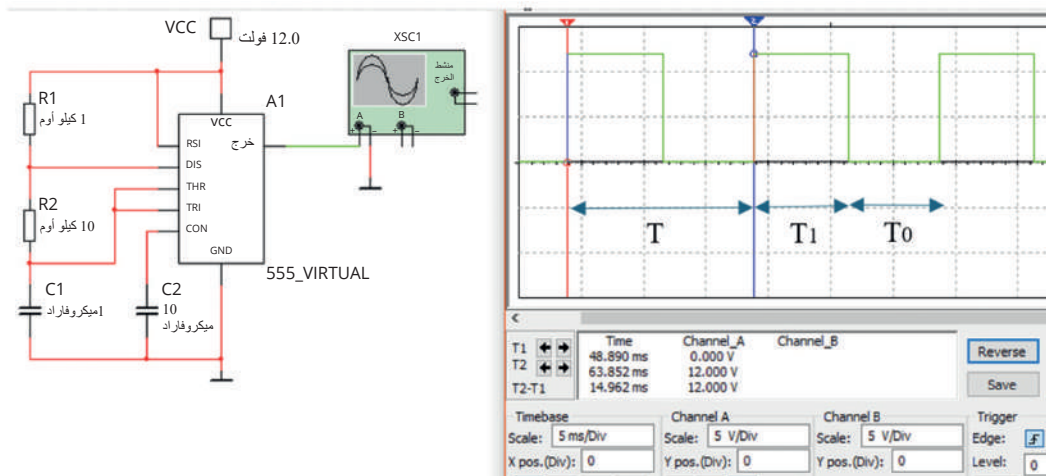 VCC
12.0 فولت
XSC1
منشط
الخرج
A
B
R1
1 كيلو أوم
A1
VCC
خرج
RSI
DIS
THR
TRI
CON
GND
R2
10 كيلو أوم
555_VIRTUAL
C1
1ميكروفاراد
C2
10
ميكروفاراد
1
2
T
T1
T0
Time Channel_A Channel_B
T1 48.890 ms 0.000 V
T2 63.852 ms 12.000 V
T2-T1 14.962 ms 12.000 V
Reverse
Save
Timebase
Scale: 5 ms/Div
X pos.(Div): 0
Channel A
Scale: 5 V/Div
Y pos.(Div): 0
Channel B
Scale: 5 V/Div
Y pos.(Div): 0
Trigger
Edge:
Level: 0